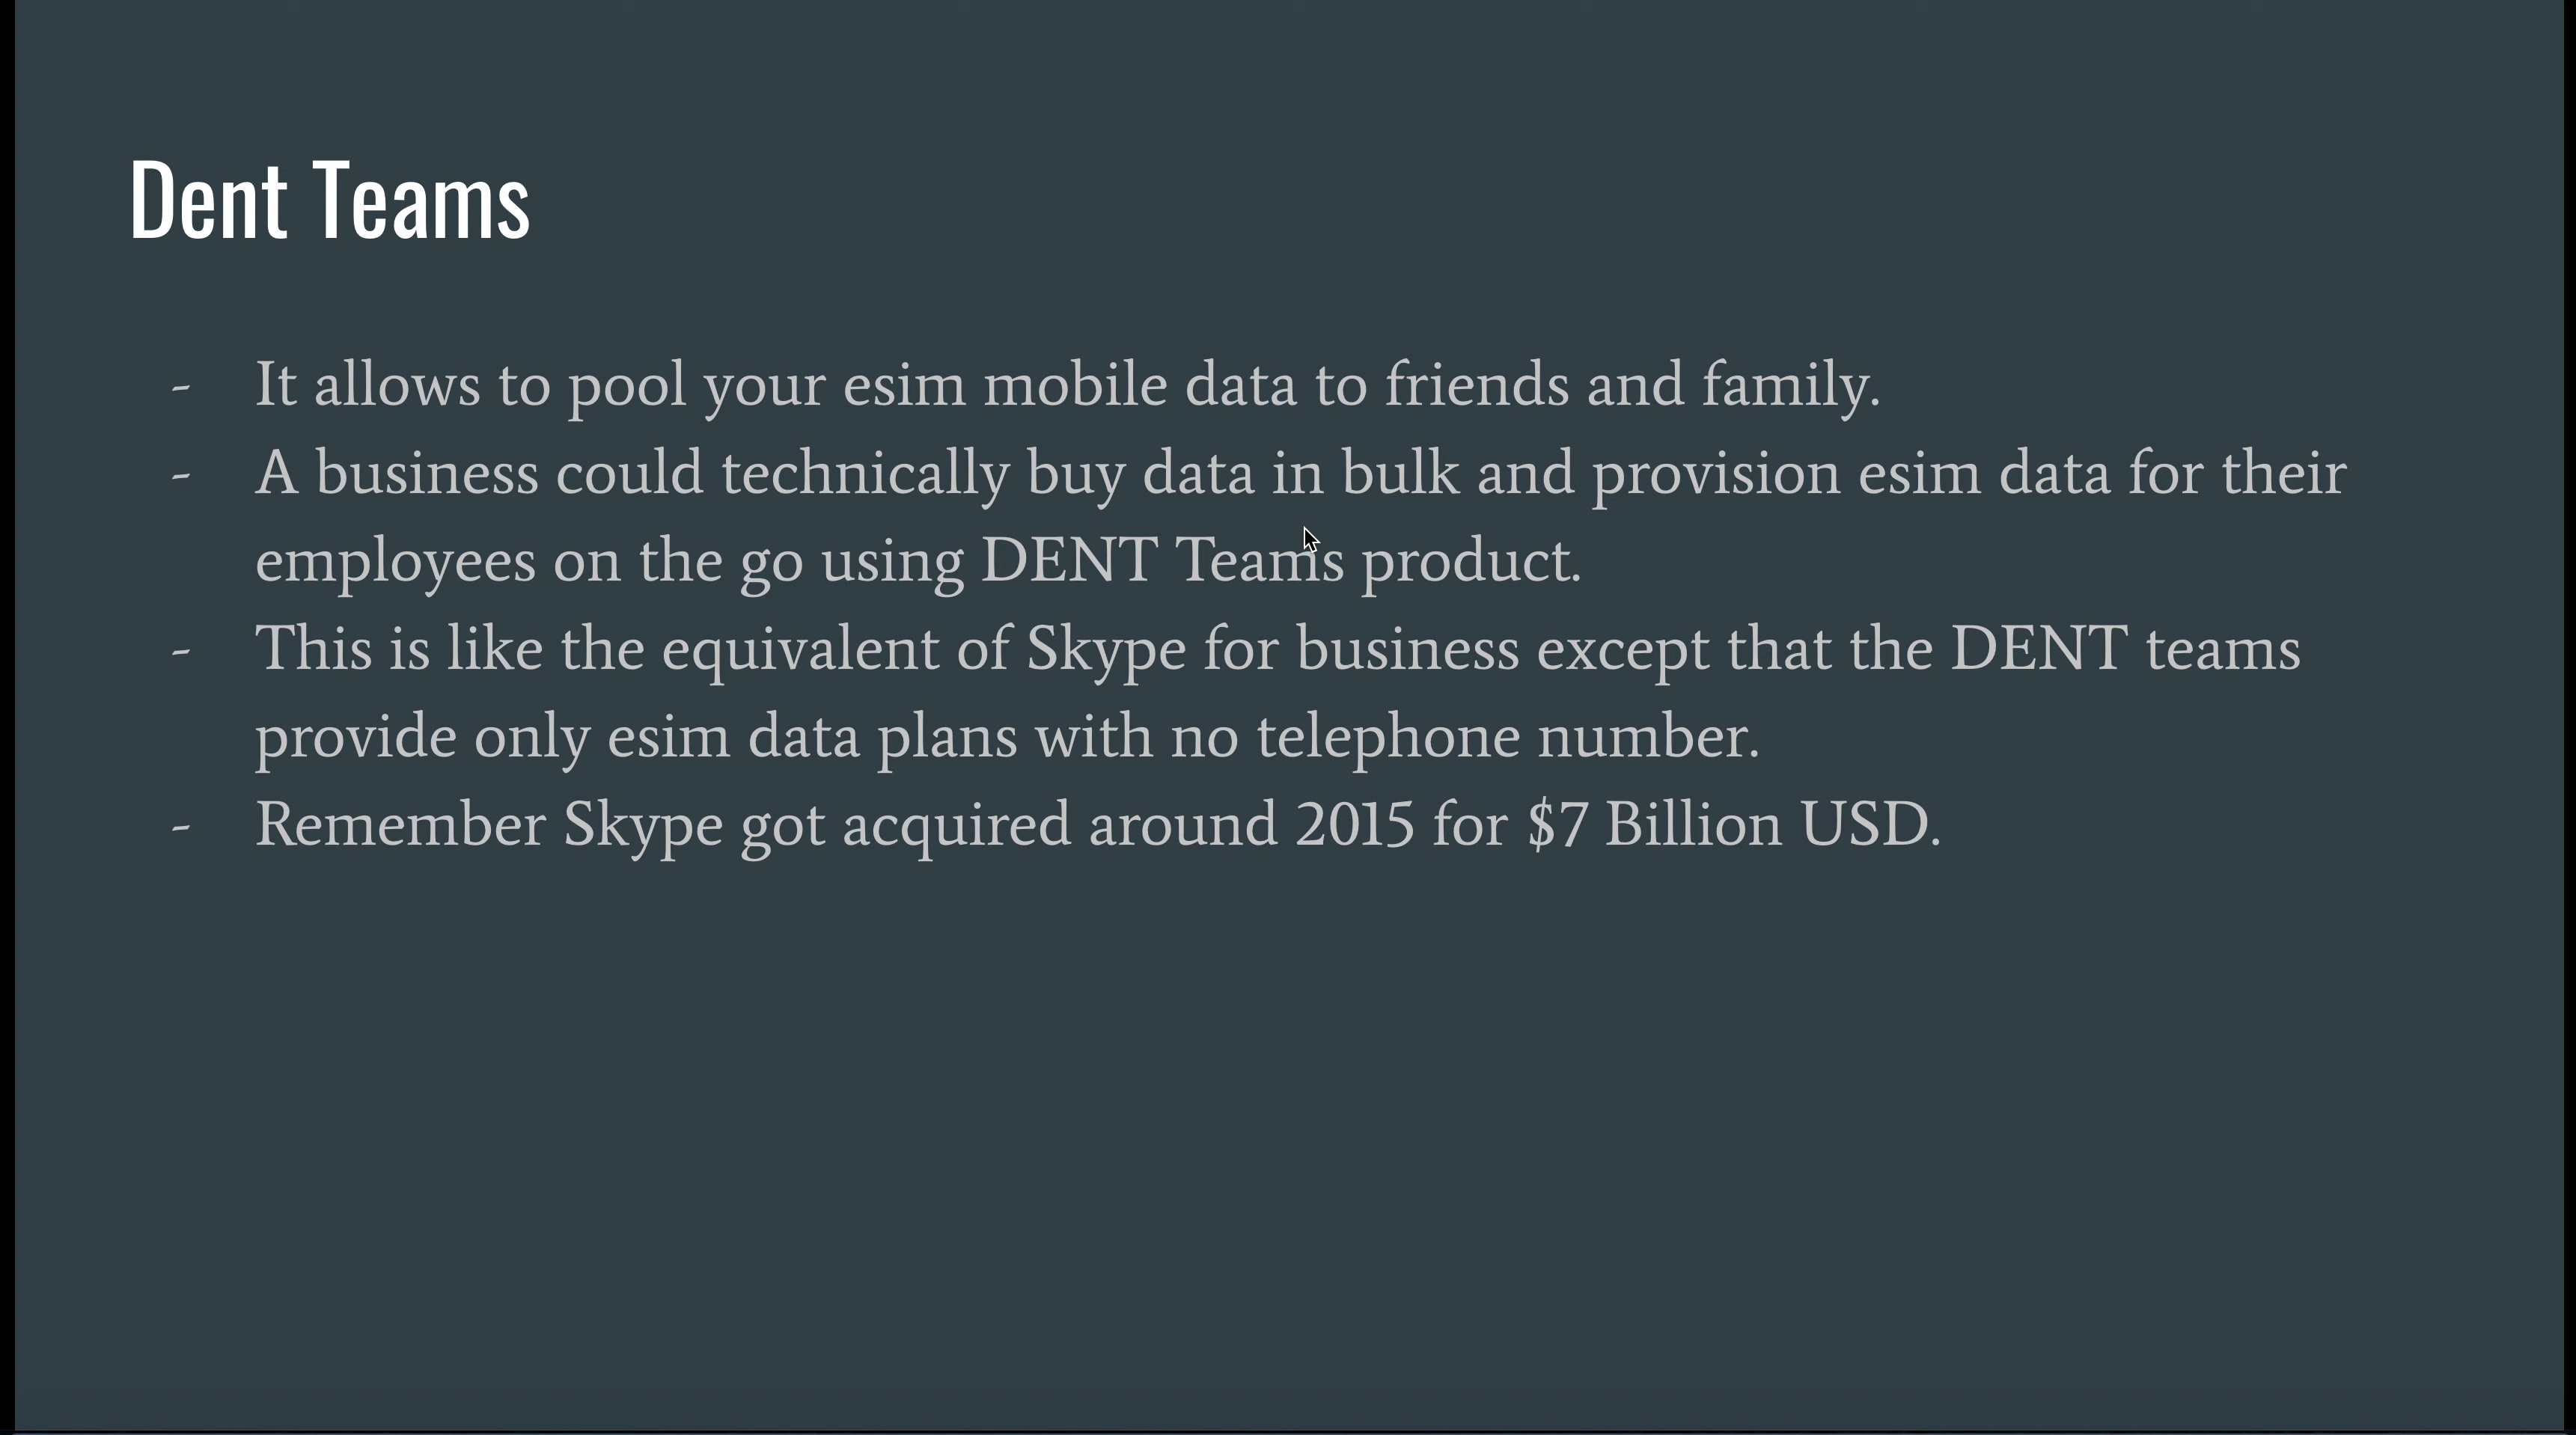 Dent Teams
- It allows to pool your esim mobile data to friends and family.
- A business could technically buy data in bulk and provision esim data for their
employees on the go using DENT Teams product.
- This is like the equivalent of Skype for business except that the DENT teams
provide only esim data plans with no telephone number.
- Remember Skype got acquired around 2015 for $7 Billion USD.